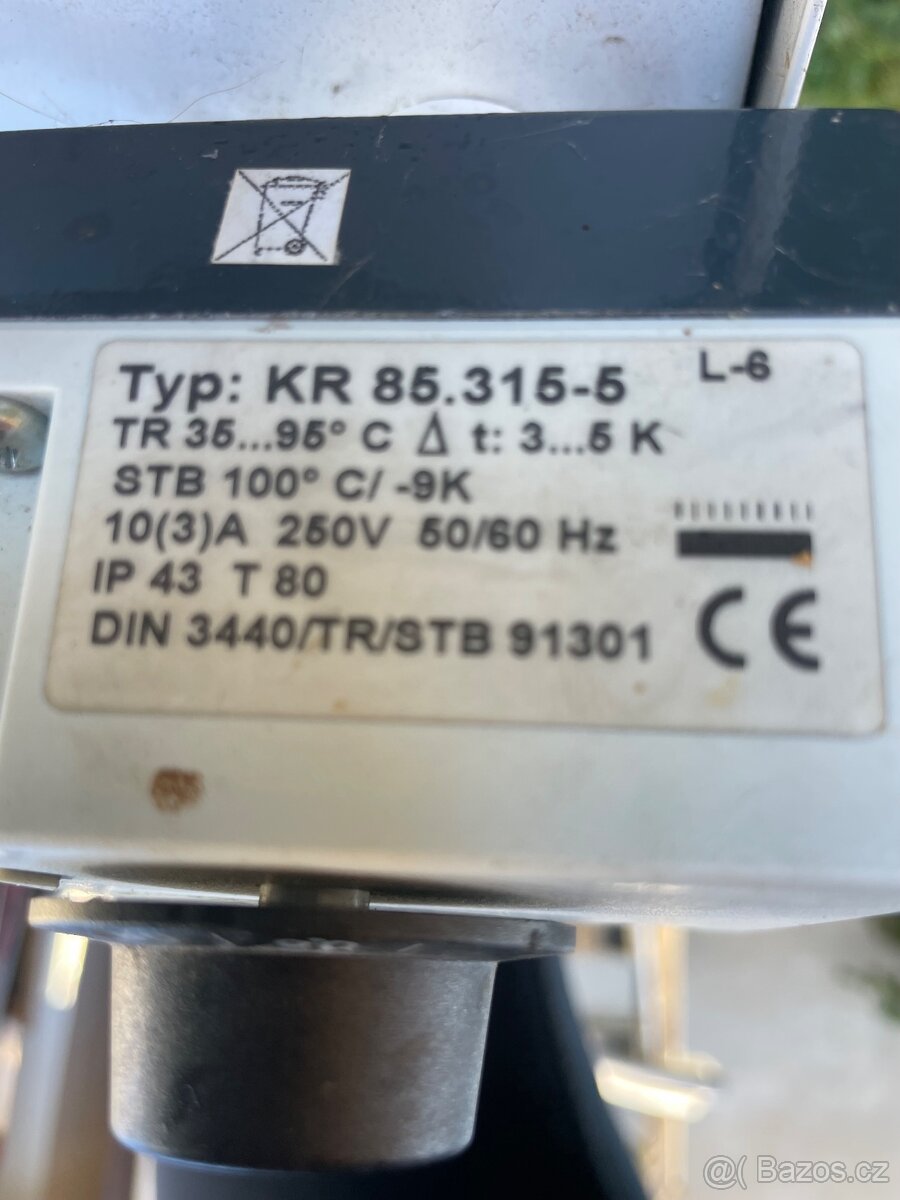 Typ: KR 85.315-5 L-6
TR 35...95° C Δ t: 3...5 K
STB 100° C/ -9K
10(3)A 250V 50/60 Hz
IP 43 T 80
DIN 3440/TR/STB 91301
CE
@( Bazos.cz